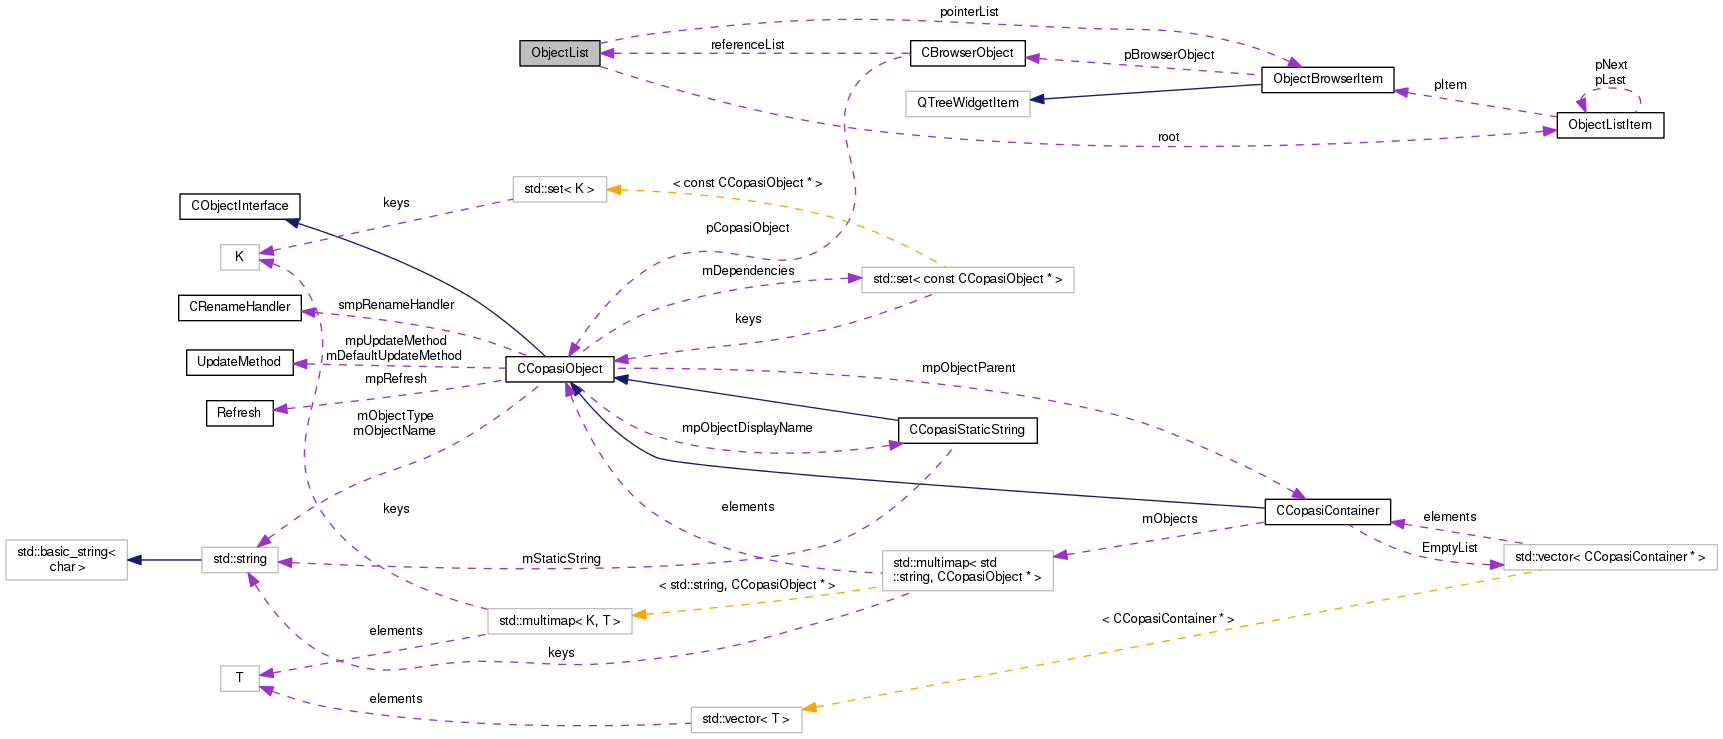 pointerList
ObjectList
referenceList
CBrowserObject
pBrowserObject
ObjectBrowserItem
QTreeWidgetItem
pNext
pLast
pItem
ObjectListItem
root
std::set< K >
< const CCopasiObject * >
CObjectInterface
keys
pCopasiObject
K
mDependencies
std::set< const CCopasiObject * >
CRenameHandler
smpRenameHandler
keys
mpUpdateMethod
mDefaultUpdateMethod
UpdateMethod
CCopasiObject
mpObjectParent
mpRefresh
Refresh
mObjectType
mObjectName
mpObjectDisplayName
CCopasiStaticString
keys
elements
CCopasiContainer
mObjects
elements
EmptyList
std::vector< CCopasiContainer * >
std::basic_string<
char >
std::string
mStaticString
std::multimap< std
::string, CCopasiObject * >
< std::string, CCopasiObject * >
std::multimap< K, T >
elements
keys
< CCopasiContainer * >
T
elements
std::vector< T >